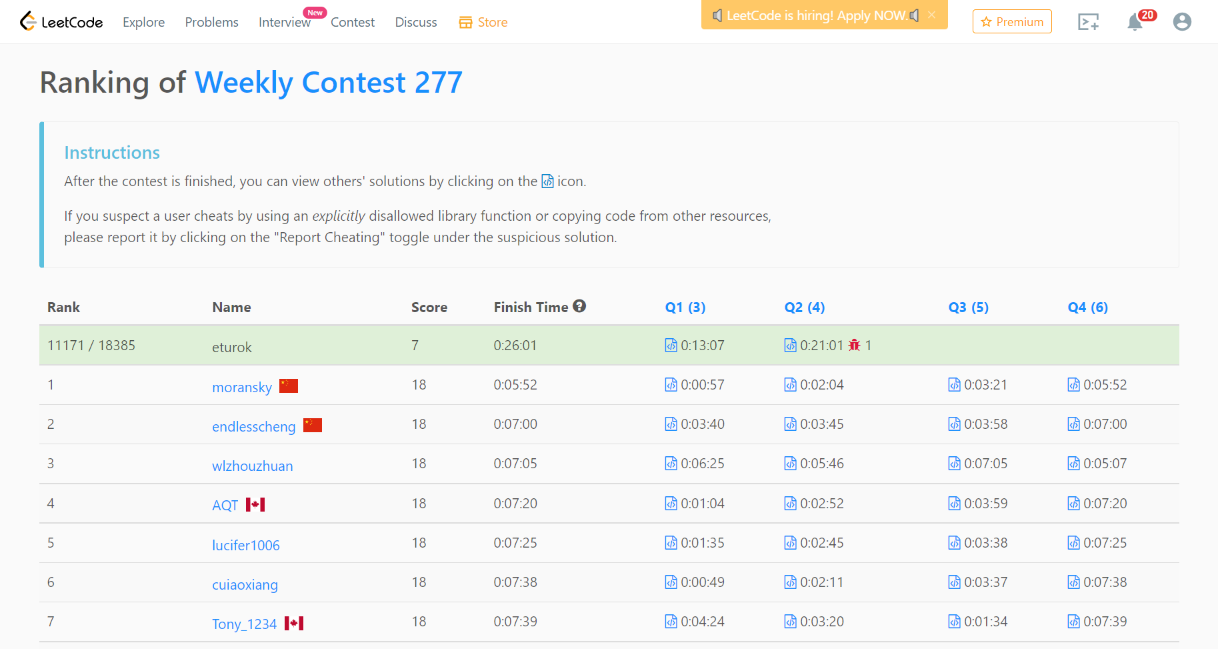 LeetCode Explore Problems Interview New Contest Discuss Store LeetCode is hiring! Apply NOW. × Premium 20
Ranking of Weekly Contest 277
Instructions
After the contest is finished, you can view others' solutions by clicking on the icon.
If you suspect a user cheats by using an explicitly disallowed library function or copying code from other resources,
please report it by clicking on the "Report Cheating" toggle under the suspicious solution.
Rank Name Score Finish Time Q1 (3) Q2 (4) Q3 (5) Q4 (6)
11171 / 18385 eturok 7 0:26:01 0:13:07 0:21:01 1
1 moransky 18 0:05:52 0:00:57 0:02:04 0:03:21 0:05:52
2 endlesscheng 18 0:07:00 0:03:40 0:03:45 0:03:58 0:07:00
3 wlzhouzhuan 18 0:07:05 0:06:25 0:05:46 0:07:05 0:05:07
4 AQT 18 0:07:20 0:01:04 0:02:52 0:03:59 0:07:20
5 lucifer1006 18 0:07:25 0:01:35 0:02:45 0:03:38 0:07:25
6 cuiaoxiang 18 0:07:38 0:00:49 0:02:11 0:03:37 0:07:38
7 Tony_1234 18 0:07:39 0:04:24 0:03:20 0:01:34 0:07:39